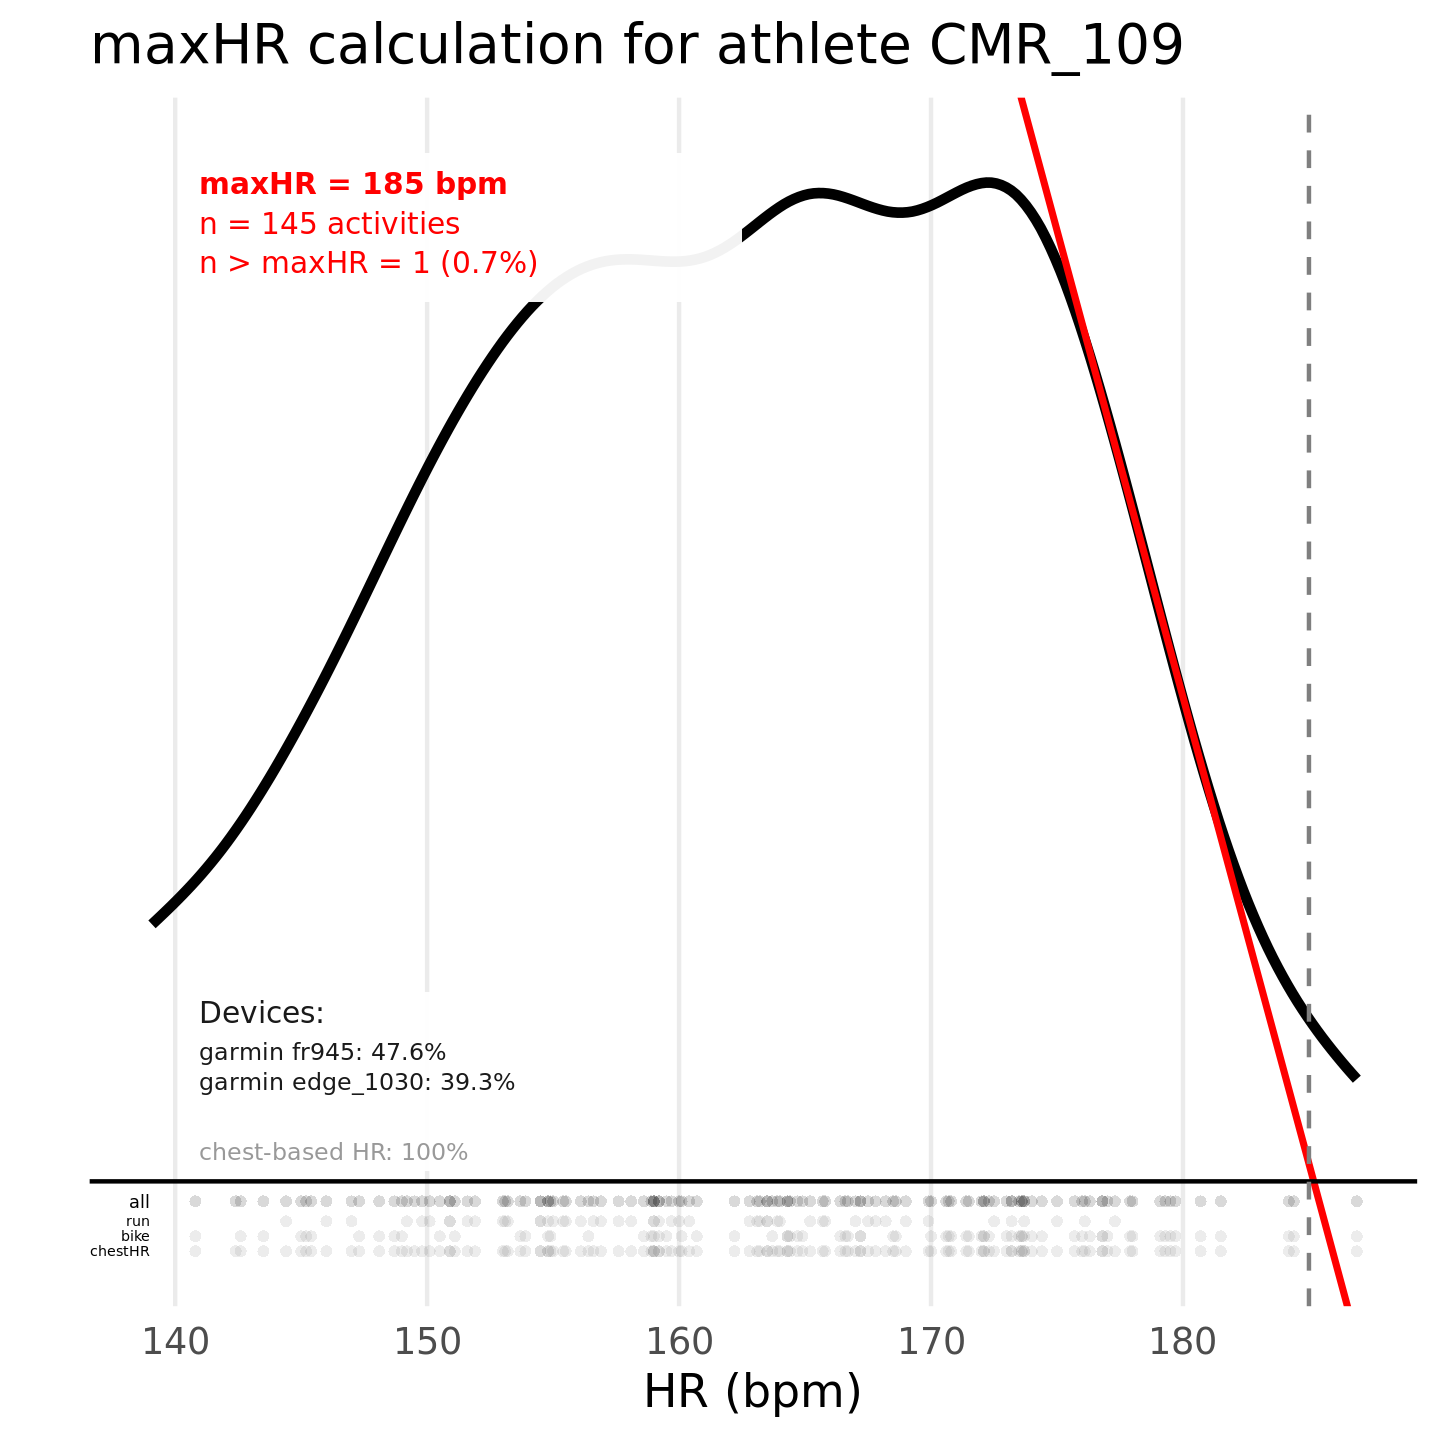 maxHR calculation for athlete CMR_109
maxHR = 185 bpm
n = 145 activities
n > maxHR = 1 (0.7%)
Devices:
garmin fr945: 47.6%
garmin edge_1030: 39.3%
chest-based HR: 100%
all
run
bike
chestHR
140 150 160 170 180
HR (bpm)